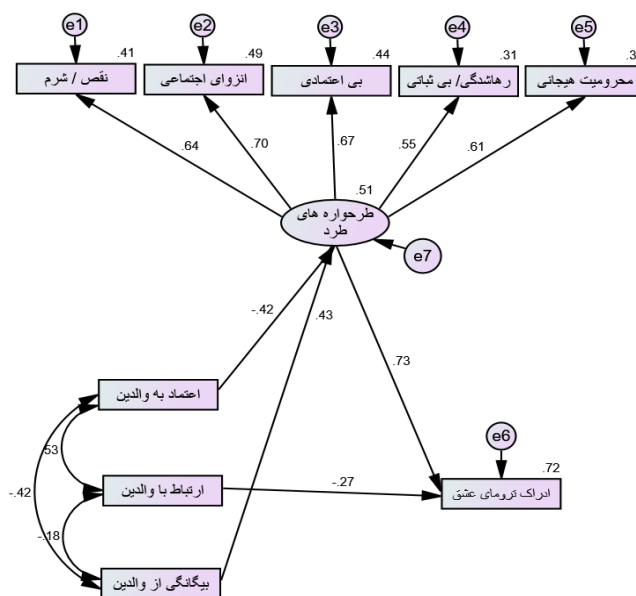 e1
e2
e3
e4
e5
.41
.49
.44
.31
.3
نقص / شرم
انزوای اجتماعی
بی اعتمادی
رهاشدگی/ بی ثباتی
محرومیت هیجانی
.64
.70
.67
.55
.61
.51
طرحواره های
طرد
e7
-.42
.43
.73
اعتماد به والدین
.53
-.42
e6
.72
ارتباط با والدین
-.27
ادراک ترومای عشق
-.18
بیگانگی از والدین